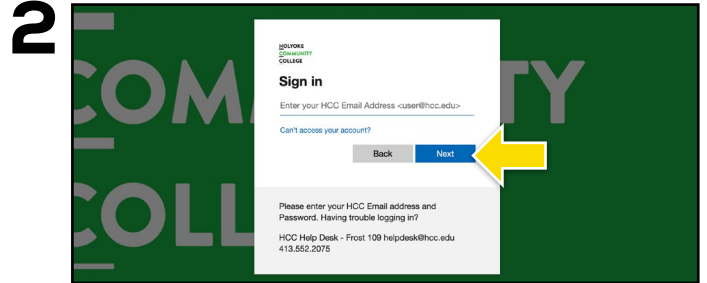 2
COMMUNITY
COLL
HOLYOKE
COMMUNITY
COLLEGE
Sign in
Enter your HCC Email Address <user@hcc.edu>
Can't access your account?
Back
Next
Please enter your HCC Email address and
Password. Having trouble logging in?
HCC Help Desk - Frost 109 helpdesk@hcc.edu
413.552.2075